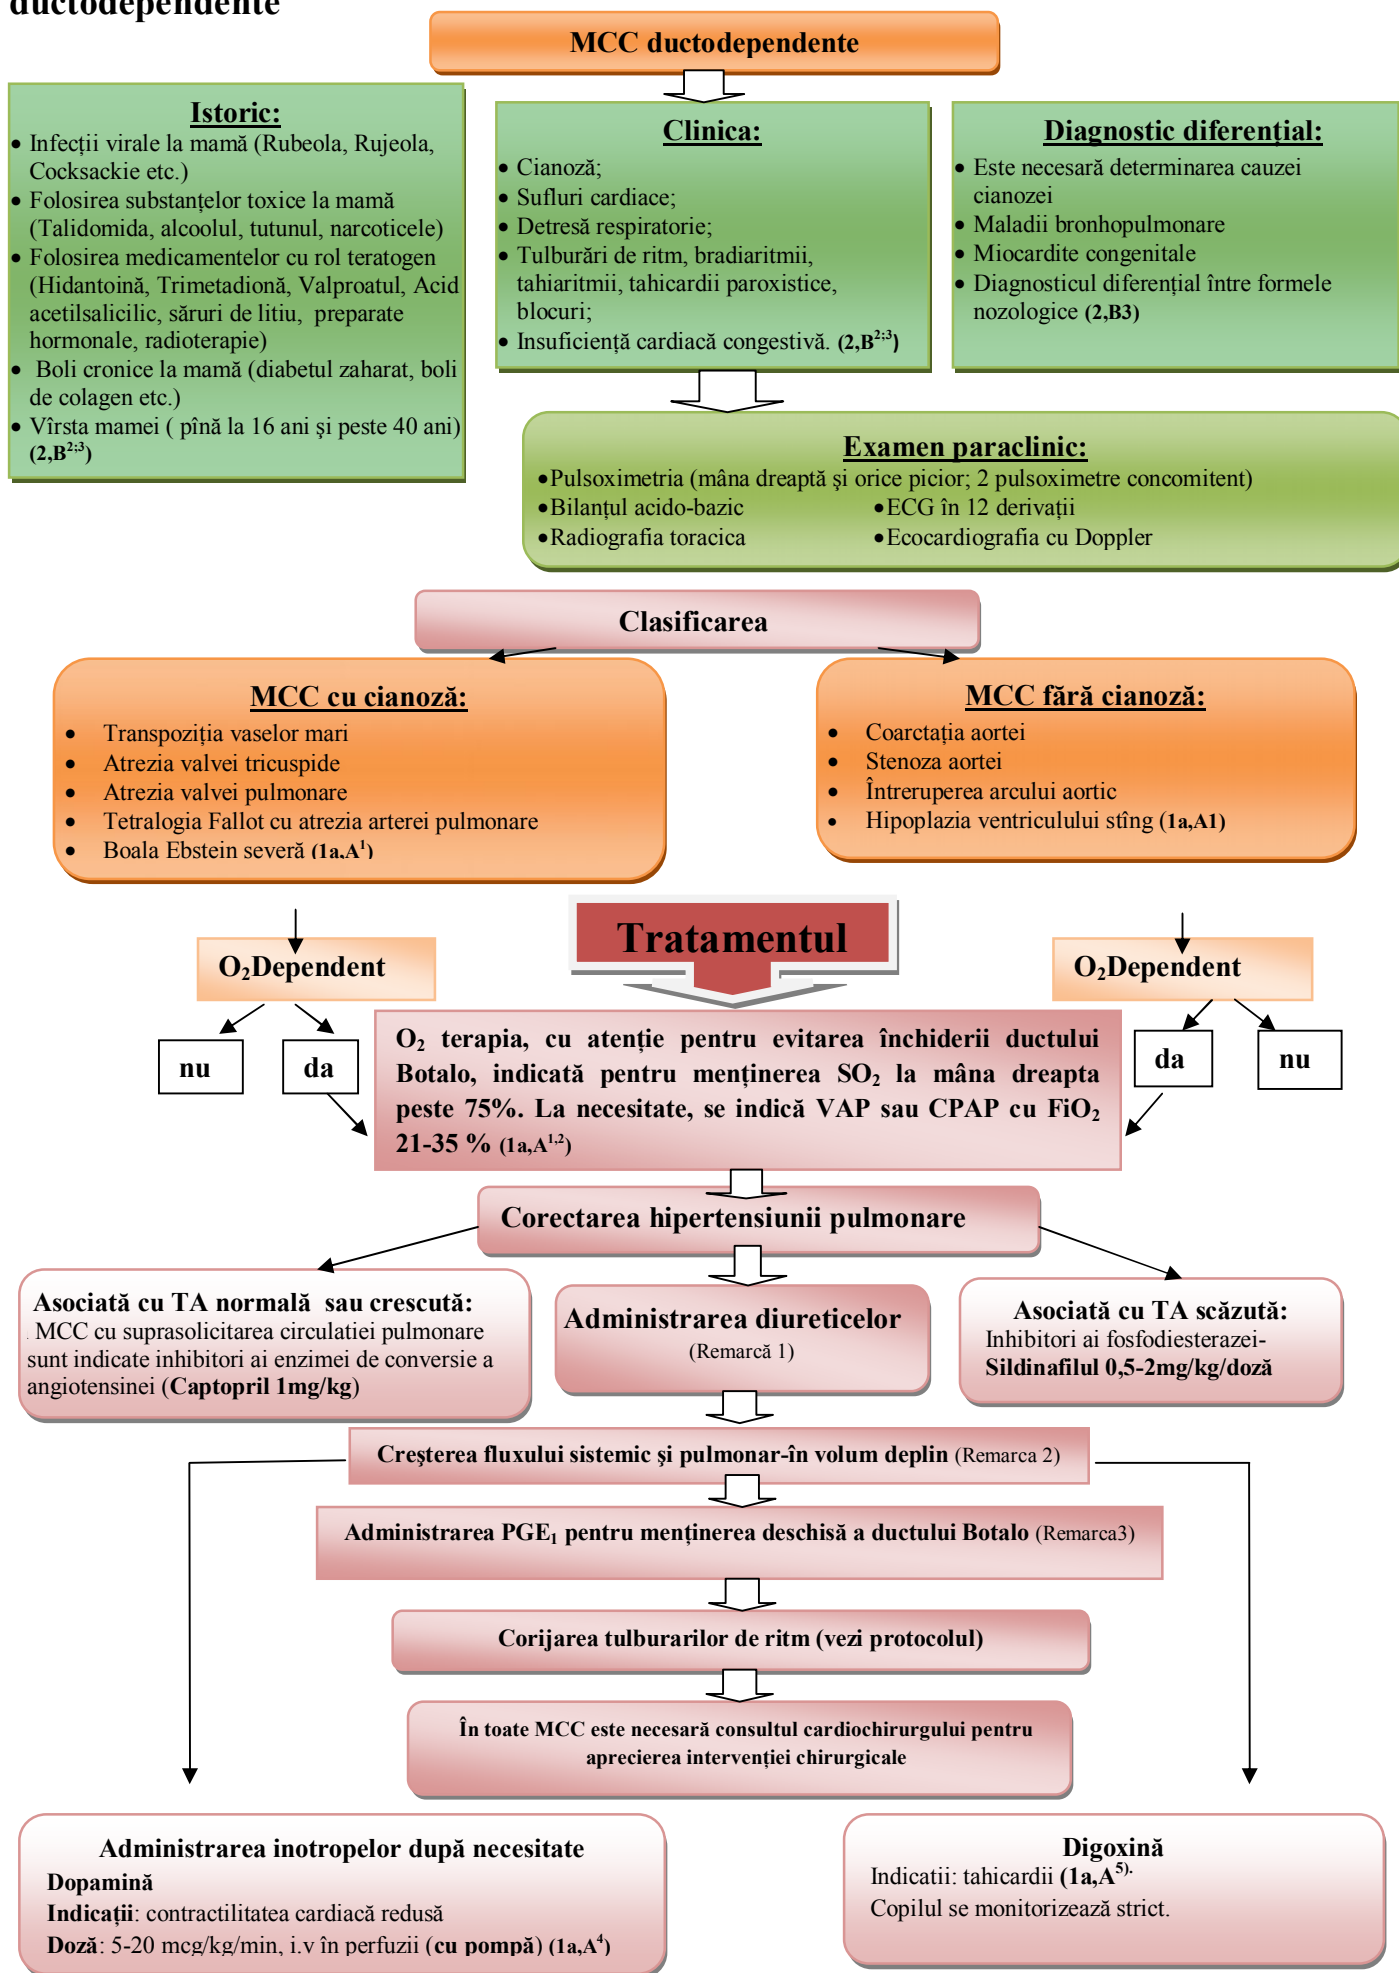 ductodependente
MCC ductodependente
Istoric:
• Infecții virale la mamă (Rubeola, Rujeola,
Cocksackie etc.)
• Folosirea substanțelor toxice la mamă
(Talidomida, alcoolul, tutunul, narcoticele)
• Folosirea medicamentelor cu rol teratogen
(Hidantoină, Trimetadionă, Valproatul, Acid
acetilsalicilic, săruri de litiu, preparate
hormonale, radioterapie)
• Boli cronice la mamă (diabetul zaharat, boli
de colagen etc.)
• Vîrsta mamei ( pînă la 16 ani şi peste 40 ani)
(2,B²;³)
Clinica:
• Cianoză;
• Sufluri cardiace;
• Detresă respiratorie;
• Tulburări de ritm, bradiaritmii,
tahiaritmii, tahicardii paroxistice,
blocuri;
• Insuficiență cardiacă congestivă. (2,B²;³)
Diagnostic diferențial:
• Este necesară determinarea cauzei
cianozei
• Maladii bronhopulmonare
• Miocardite congenitale
• Diagnosticul diferențial între formele
nozologice (2,B3)
Examen paraclinic:
•Pulsoximetria (mâna dreaptă şi orice picior; 2 pulsoximetre concomitent)
•Bilanțul acido-bazic •ECG în 12 derivații
•Radiografia toracica •Ecocardiografia cu Doppler
Clasificarea
MCC cu cianoză:
• Transpoziția vaselor mari
• Atrezia valvei tricuspide
• Atrezia valvei pulmonare
• Tetralogia Fallot cu atrezia arterei pulmonare
• Boala Ebstein severă (1a,A¹)
MCC fără cianoză:
• Coarctația aortei
• Stenoza aortei
• Întreruperea arcului aortic
• Hipoplazia ventriculului stîng (1a,A1)
Tratamentul
O₂Dependent
nu
da
O₂Dependent
da
nu
O₂ terapia, cu atenție pentru evitarea închiderii ductului
Botalo, indicată pentru menținerea SO₂ la mâna dreapta
peste 75%. La necesitate, se indică VAP sau CPAP cu FiO₂
21-35 % (1a,A¹,²)
Corectarea hipertensiunii pulmonare
Asociată cu TA normală sau crescută:
. MCC cu suprasolicitarea circulatiei pulmonare
sunt indicate inhibitori ai enzimei de conversie a
angiotensinei (Captopril 1mg/kg)
Administrarea diureticelor
(Remarcă 1)
Asociată cu TA scăzută:
Inhibitori ai fosfodiesterazei-
Sildinafilul 0,5-2mg/kg/doză
Creşterea fluxului sistemic şi pulmonar-în volum deplin (Remarca 2)
Administrarea PGE₁ pentru menținerea deschisă a ductului Botalo (Remarca3)
Corijarea tulburarilor de ritm (vezi protocolul)
În toate MCC este necesară consultul cardiochirurgului pentru
aprecierea intervenției chirurgicale
Administrarea inotropelor după necesitate
Dopamină
Indicații: contractilitatea cardiacă redusă
Doză: 5-20 mcg/kg/min, i.v în perfuzii (cu pompă) (1a,A⁴)
Digoxină
Indicatii: tahicardii (1a,A⁵).
Copilul se monitorizează strict.